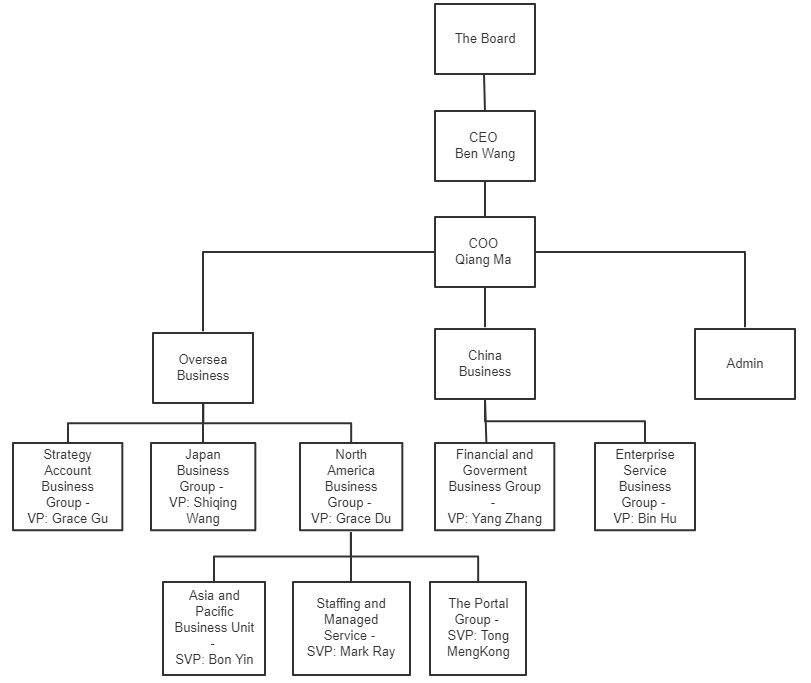 The Board
CEO
Ben Wang
COO
Qiang Ma
Oversea
Business
China
Business
Admin
Strategy
Account
Business
Group -
VP: Grace Gu
Japan
Business
Group -
VP: Shiqing
Wang
North
America
Business
Group -
VP: Grace Du
Financial and
Goverment
Business Group
-
VP: Yang Zhang
Enterprise
Service
Business
Group -
VP: Bin Hu
Asia and
Pacific
Business Unit
-
SVP: Bon Yin
Staffing and
Managed
Service -
SVP: Mark Ray
The Portal
Group -
SVP: Tong
MengKong